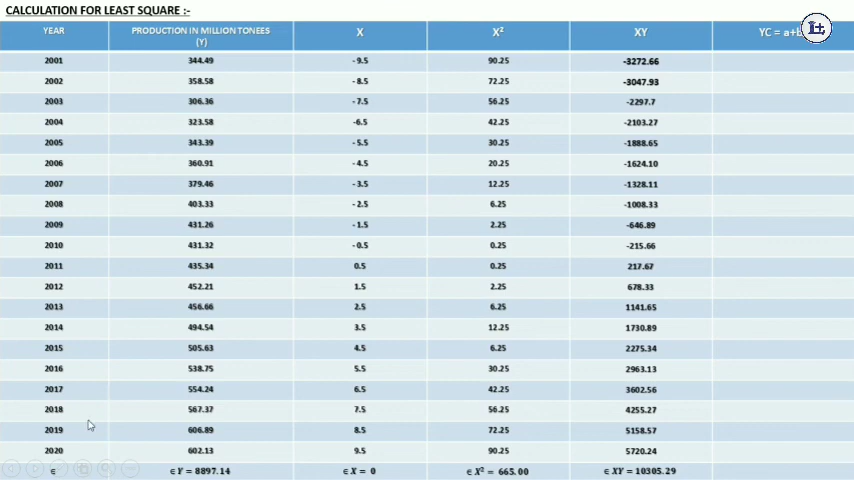 CALCULATION FOR LEAST SQUARE :-
YEAR PRODUCTION IN MILLION TONEES (Y) X X² XY YC = a+
2001 344.49 - 9.5 90.25 -3272.66
2002 358.58 - 8.5 72.25 -3047.93
2003 306.36 - 7.5 56.25 -2297.7
2004 323.58 -6.5 42.25 -2103.27
2005 343.39 - 5.5 30.25 -1888.65
2006 360.91 - 4.5 20.25 -1624.10
2007 379.46 - 3.5 12.25 -1328.11
2008 403.33 - 2.5 6.25 -1008.33
2009 431.26 - 1.5 2.25 -646.89
2010 431.32 - 0.5 0.25 -215.66
2011 435.34 0.5 0.25 217.67
2012 452.21 1.5 2.25 678.33
2013 456.66 2.5 6.25 1141.65
2014 494.54 3.5 12.25 1730.89
2015 505.63 4.5 6.25 2275.34
2016 538.75 5.5 30.25 2963.13
2017 554.24 6.5 42.25 3602.56
2018 567.37 7.5 56.25 4255.27
2019 606.89 8.5 72.25 5158.57
2020 602.13 9.5 90.25 5720.24
∈ ∈ Y = 8897.14 ∈ X = 0 ∈ X² = 665.00 ∈ XY = 10305.29